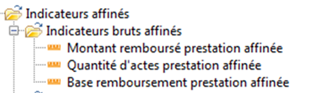 Indicateurs affinés
Indicateurs bruts affinés
Montant remboursé prestation affinée
Quantité d'actes prestation affinée
Base remboursement prestation affinée